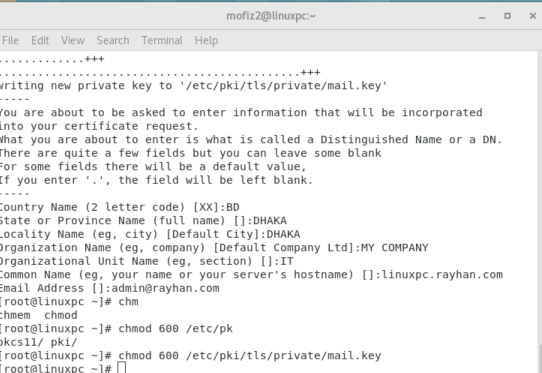 mofiz2@linuxpc:~
File Edit View Search Terminal Help
.............+++
..............................................+++
writing new private key to '/etc/pki/tls/private/mail.key'
-----
You are about to be asked to enter information that will be incorporated
into your certificate request.
What you are about to enter is what is called a Distinguished Name or a DN.
There are quite a few fields but you can leave some blank
For some fields there will be a default value,
If you enter '.', the field will be left blank.
-----
Country Name (2 letter code) [XX]:BD
State or Province Name (full name) []:DHAKA
Locality Name (eg, city) [Default City]:DHAKA
Organization Name (eg, company) [Default Company Ltd]:MY COMPANY
Organizational Unit Name (eg, section) []:IT
Common Name (eg, your name or your server's hostname) []:linuxpc.rayhan.com
Email Address []:admin@rayhan.com
[root@linuxpc ~]# chm
chmem chmod
[root@linuxpc ~]# chmod 600 /etc/pk
pkcs11/ pki/
[root@linuxpc ~]# chmod 600 /etc/pki/tls/private/mail.key
[root@linuxpc ~]#